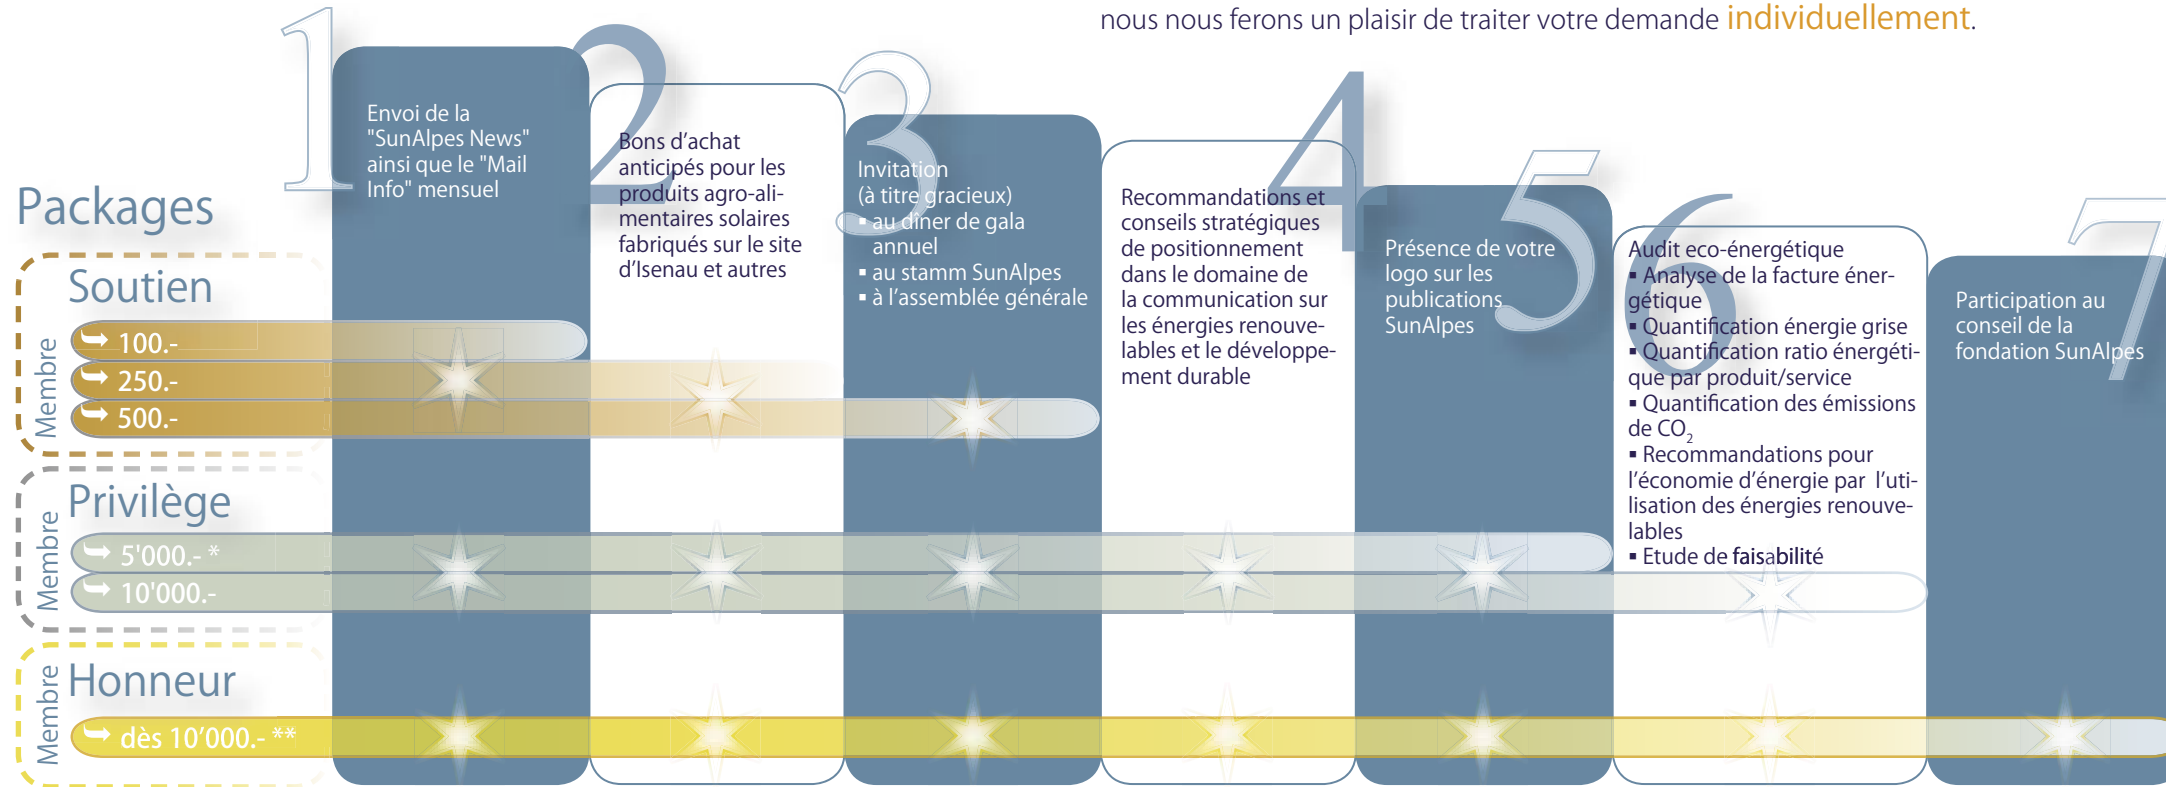 nous nous ferons un plaisir de traiter votre demande individuellement.
1
Envoi de la
"SunAlpes News"
ainsi que le "Mail
Info" mensuel
2
Bons d'achat
anticipés pour les
produits agro-ali-
mentaires solaires
fabriqués sur le site
d'Isenau et autres
3
Invitation
(à titre gracieux)
▪ au dîner de gala
annuel
▪ au stamm SunAlpes
▪ à l'assemblée générale
4
Recommandations et
conseils stratégiques
de positionnement
dans le domaine de
la communication sur
les énergies renouve-
lables et le développe-
ment durable
5
Présence de votre
logo sur les
publications
SunAlpes
6
Audit eco-énergétique
▪ Analyse de la facture éner-
gétique
▪ Quantification énergie grise
▪ Quantification ratio énergéti-
que par produit/service
▪ Quantification des émissions
de CO2
▪ Recommandations pour
l'économie d'énergie par l'uti-
lisation des énergies renouve-
lables
▪ Etude de faisabilité
7
Participation au
conseil de la
fondation SunAlpes
Packages
Membre
Soutien
100.-
250.-
500.-
Membre
Privilège
5'000.- *
10'000.-
Membre
Honneur
dès 10'000.- **